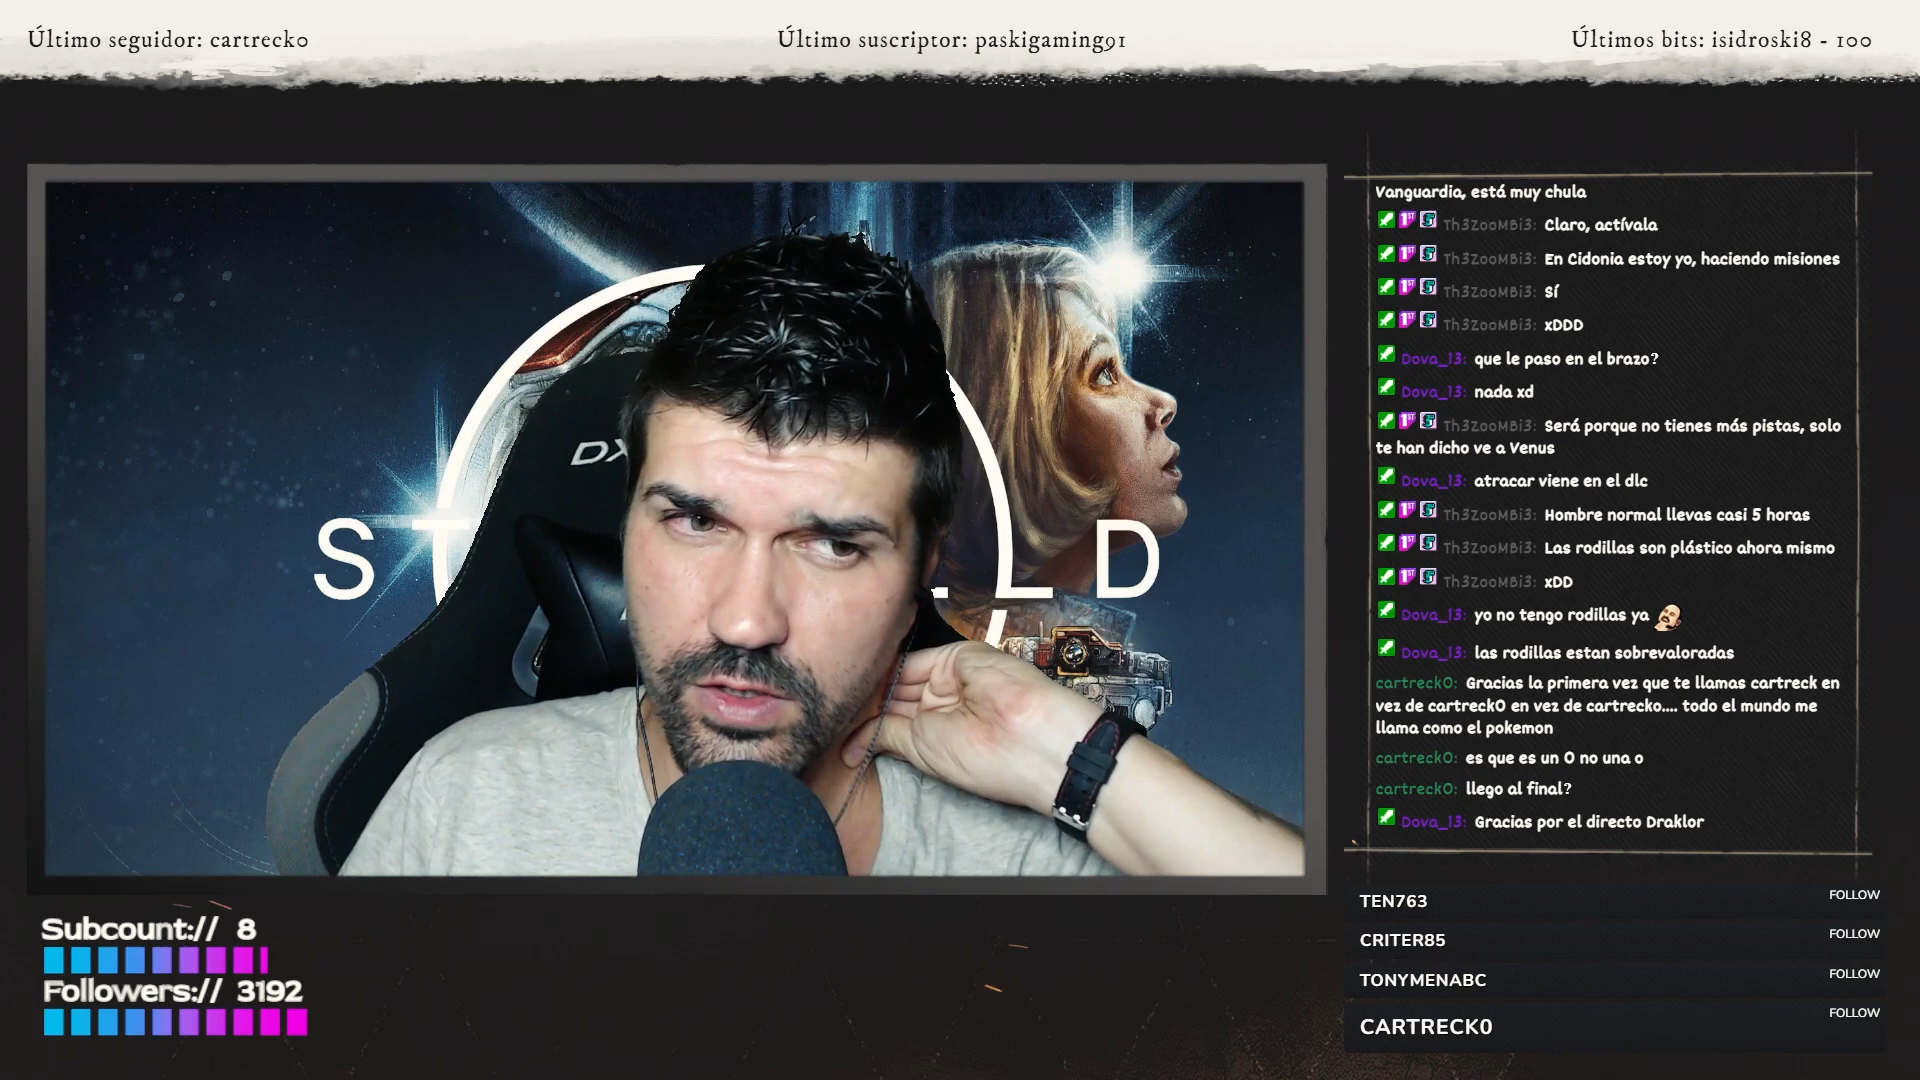 Último seguidor: cartreck0
Último suscriptor: paskigaming91
Últimos bits: isidroski8 - 100
DX
ST
L D
Vanguardia, está muy chula
Th3ZooMBi3: Claro, actívala
Th3ZooMBi3: En Cidonia estoy yo, haciendo misiones
Th3ZooMBi3: Sí
Th3ZooMBi3: xDDD
Dova_13: que le paso en el brazo?
Dova_13: nada xd
Th3ZooMBi3: Será porque no tienes más pistas, solo
te han dicho ve a Venus
Dova_13: atracar viene en el dlc
Th3ZooMBi3: Hombre normal llevas casi 5 horas
Th3ZooMBi3: Las rodillas son plástico ahora mismo
Th3ZooMBi3: xDD
Dova_13: yo no tengo rodillas ya
Dova_13: las rodillas estan sobrevaloradas
cartreck0: Gracias la primera vez que te llamas cartreck en
vez de cartreck0 en vez de cartrecko.... todo el mundo me
llama como el pokemon
cartreck0: es que es un 0 no una o
cartreck0: llego al final?
Dova_13: Gracias por el directo Draklor
TEN763 FOLLOW
CRITER85 FOLLOW
TONYMENABC FOLLOW
CARTRECK0 FOLLOW
Subcount:// 8
Followers:// 3192